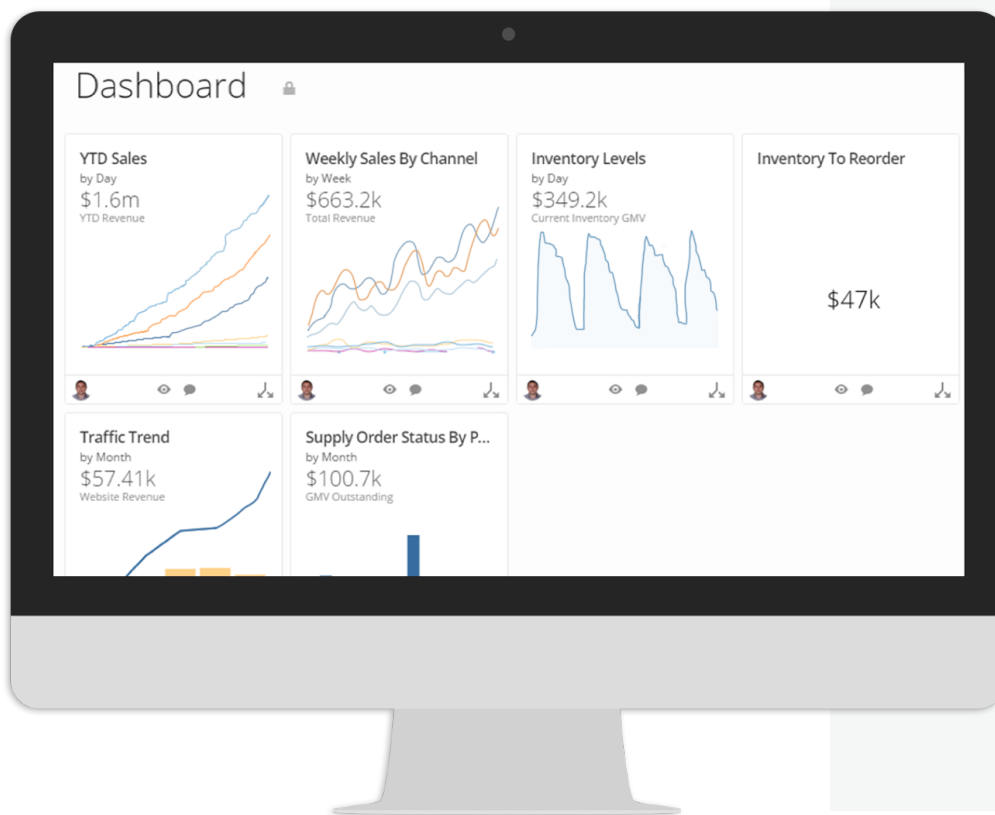 Dashboard
YTD Sales
by Day
$1.6m
YTD Revenue
Weekly Sales By Channel
by Week
$663.2k
Total Revenue
Inventory Levels
by Day
$349.2k
Current Inventory GMV
Inventory To Reorder
$47k
Traffic Trend
by Month
$57.41k
Website Revenue
Supply Order Status By P...
by Month
$100.7k
GMV Outstanding